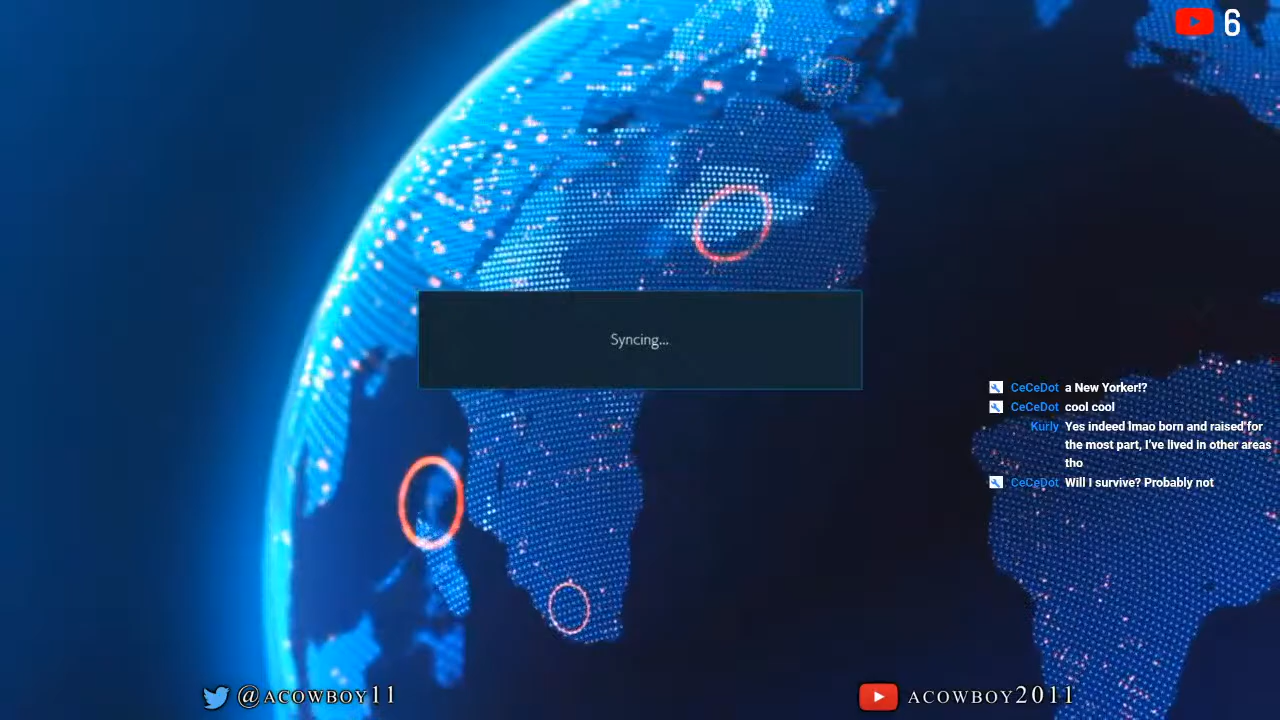 6
Syncing...
CeCeDot a New Yorker!?
CeCeDot cool cool
Kurly Yes indeed lmao born and raised for
the most part, I've lived in other areas
tho
CeCeDot Will I survive? Probably not
@ACOWBOY11
ACOWBOY2011